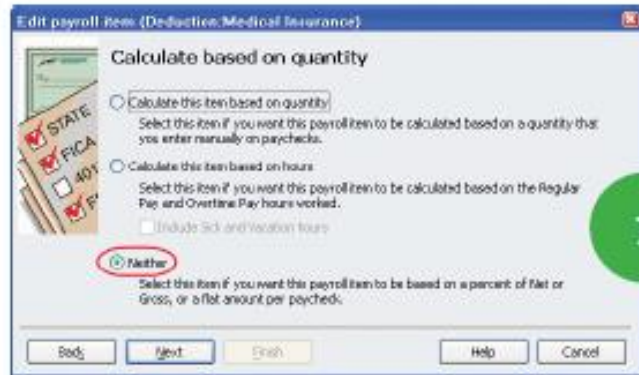 Edit payroll item (Deduction:Medical Insurance)
Calculate based on quantity
Calculate this item based on quantity
Select this item if you want this payroll item to be calculated based on a quantity that
you enter manually on paychecks.
Calculate this item based on hours
Select this item if you want this payroll item to be calculated based on the Regular
Pay and Overtime Pay hours worked.
Include Sick and Vacation hours
Neither
Select this item if you want this payroll item to be based on a percent of Net or
Gross, or a flat amount per paycheck.
STATE
FICA
401
Back
Next
Finish
Help
Cancel